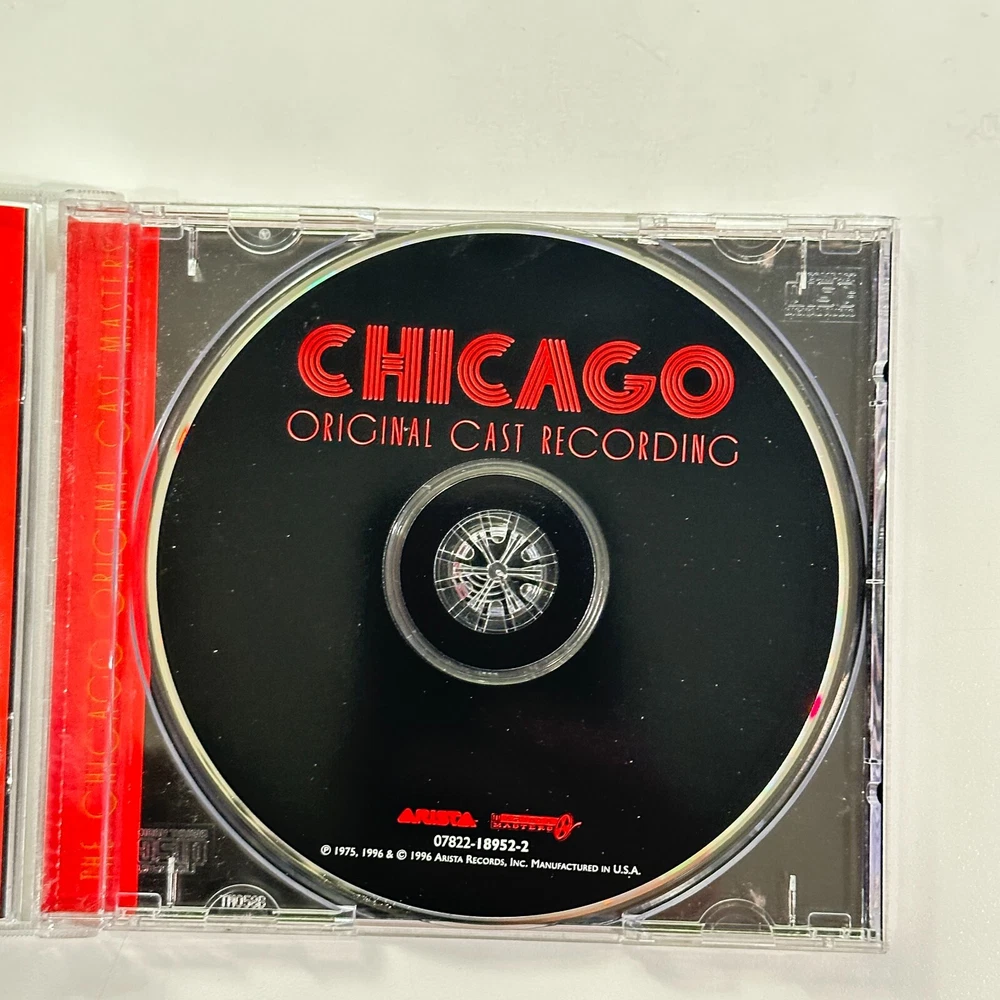 CHICAGO
ORIGINAL CAST RECORDING
ARISTA
MASTERS
07822-18952-2
℗ 1975, 1996 & © 1996 ARISTA RECORDS, INC. MANUFACTURED IN U.S.A.
THE CHICAGO ORIGINAL CAST MASTERS